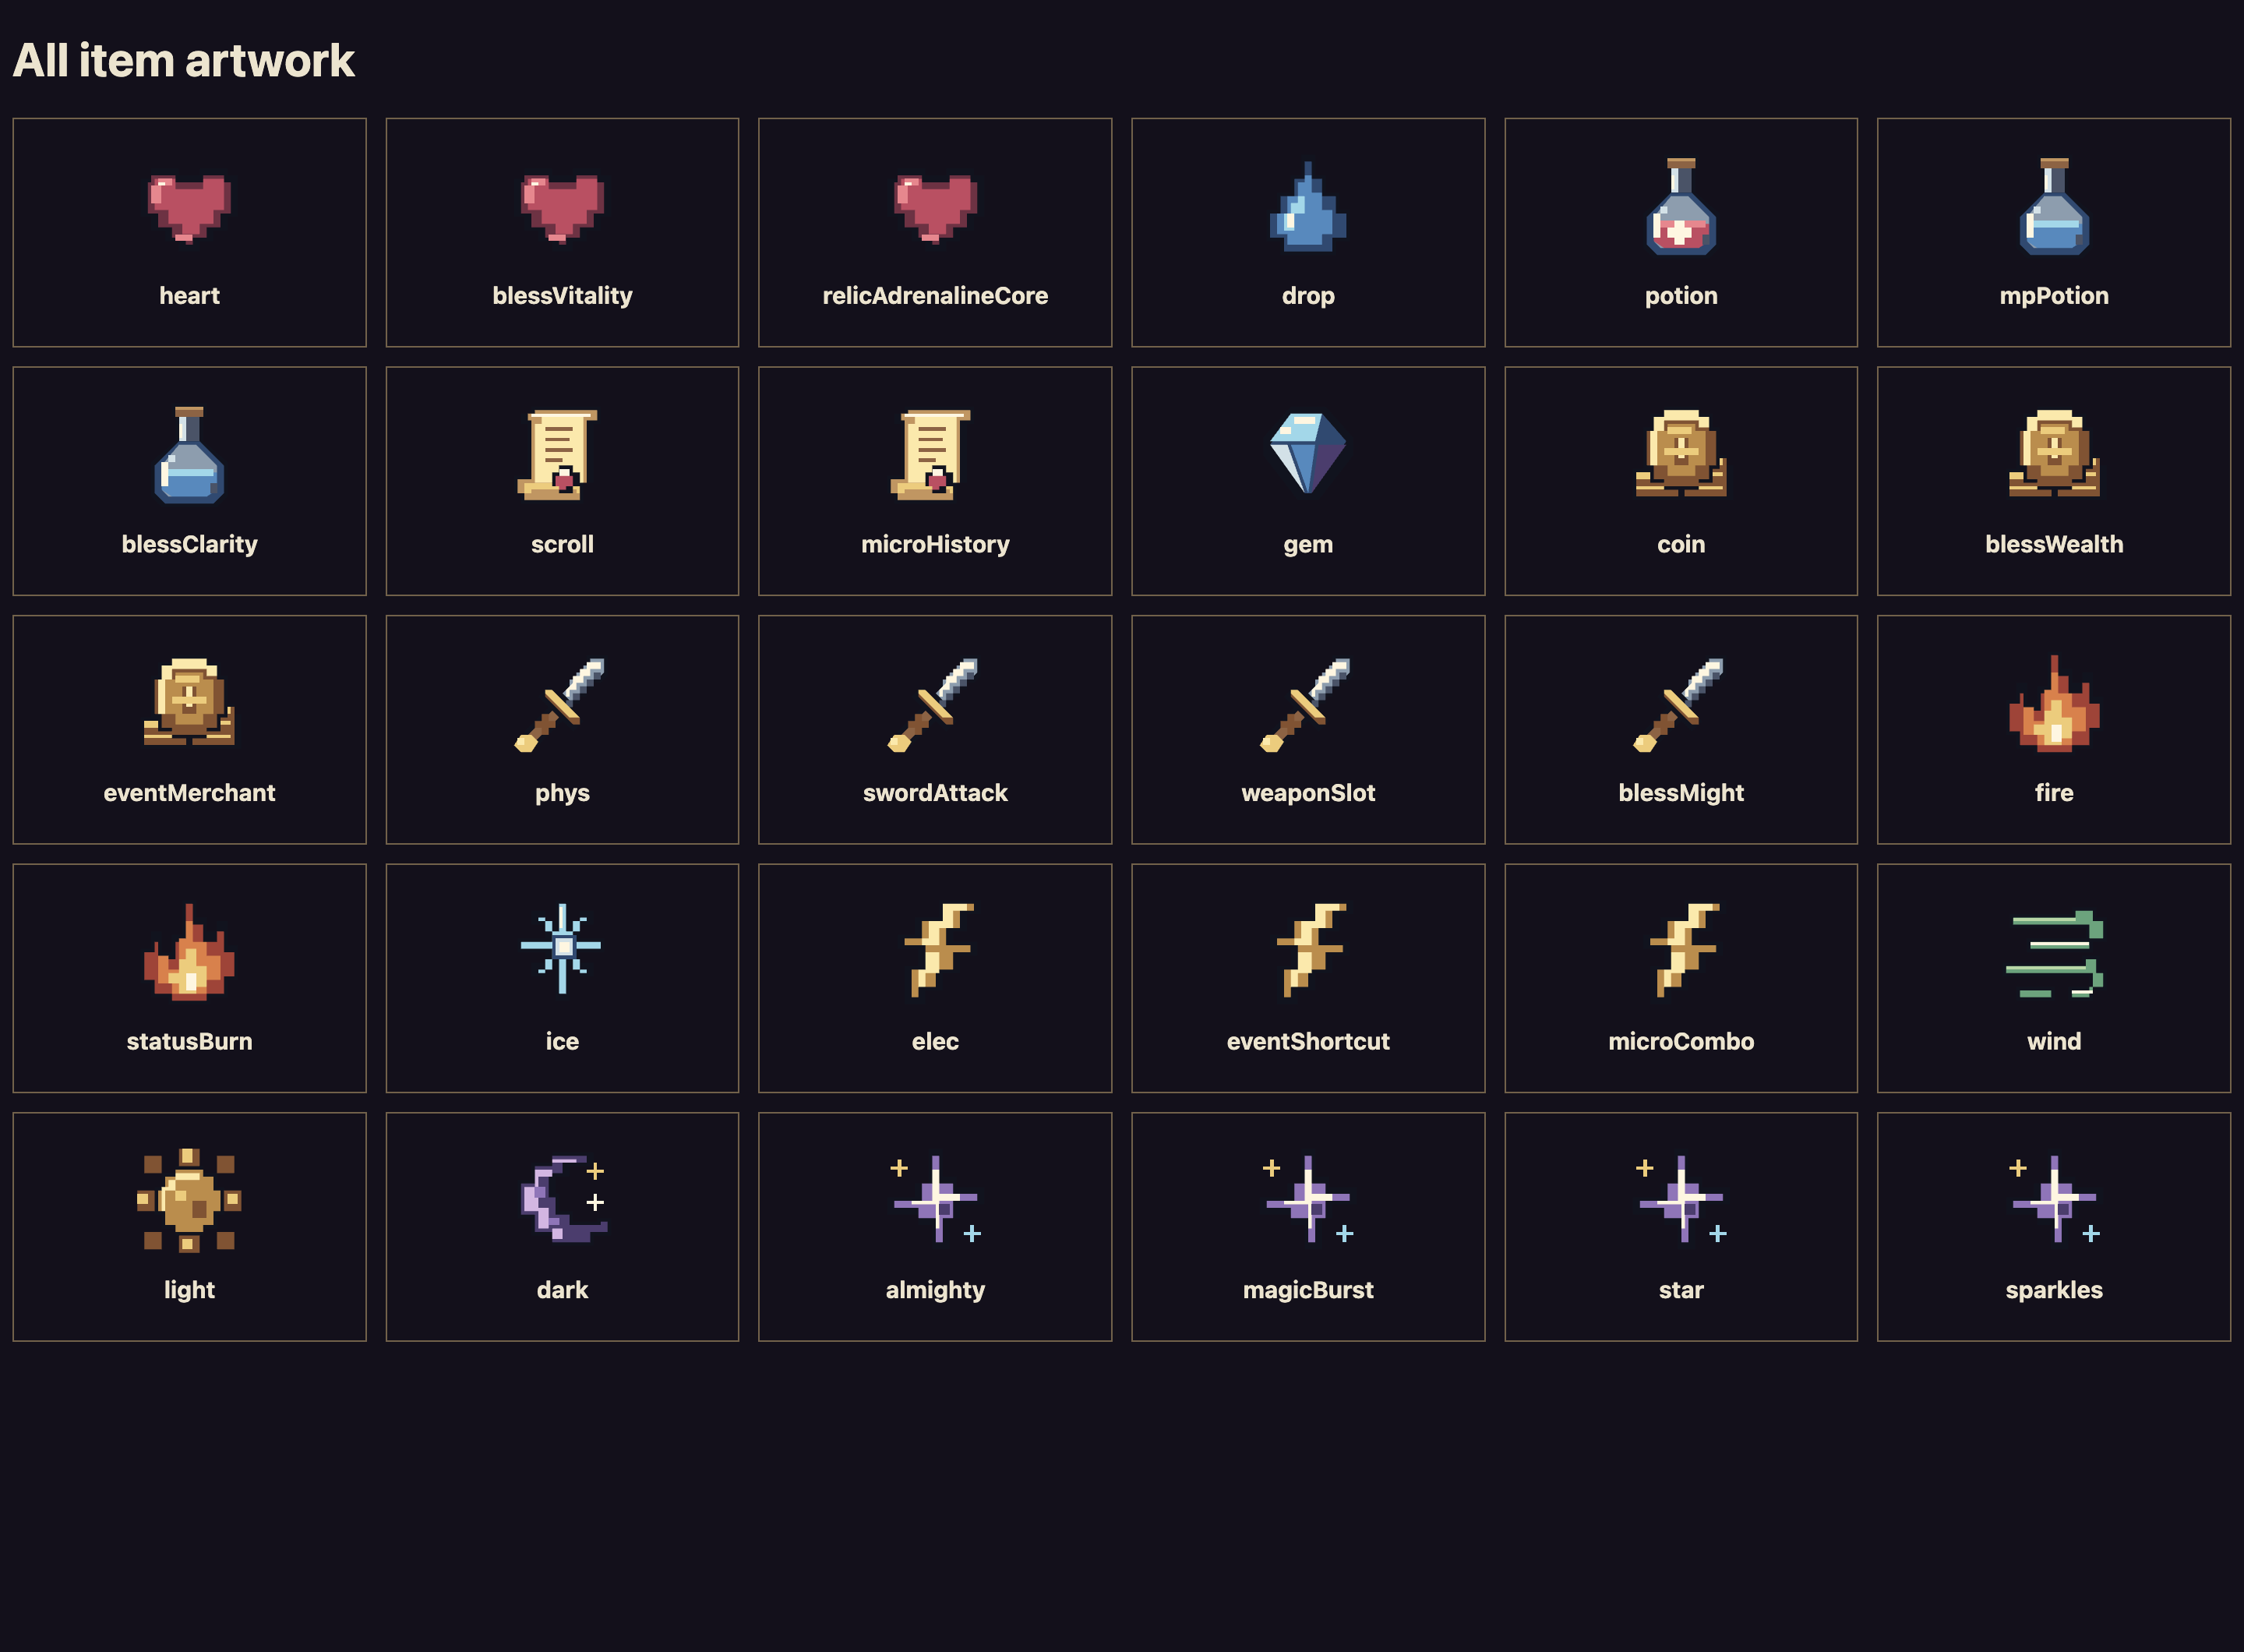 All item artwork
heart
blessVitality
relicAdrenalineCore
drop
potion
mpPotion
blessClarity
scroll
microHistory
gem
coin
blessWealth
eventMerchant
phys
swordAttack
weaponSlot
blessMight
fire
statusBurn
ice
elec
eventShortcut
microCombo
wind
light
dark
almighty
magicBurst
star
sparkles